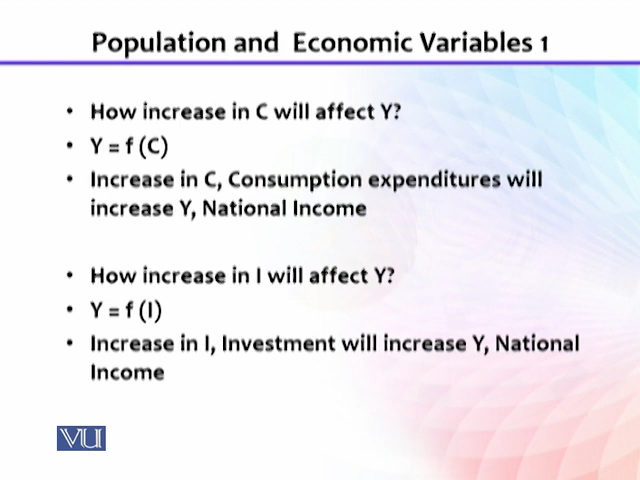 Population and Economic Variables 1
• How increase in C will affect Y?
• Y = f (C)
• Increase in C, Consumption expenditures will
increase Y, National Income
• How increase in I will affect Y?
• Y = f (I)
• Increase in I, Investment will increase Y, National
Income
VU